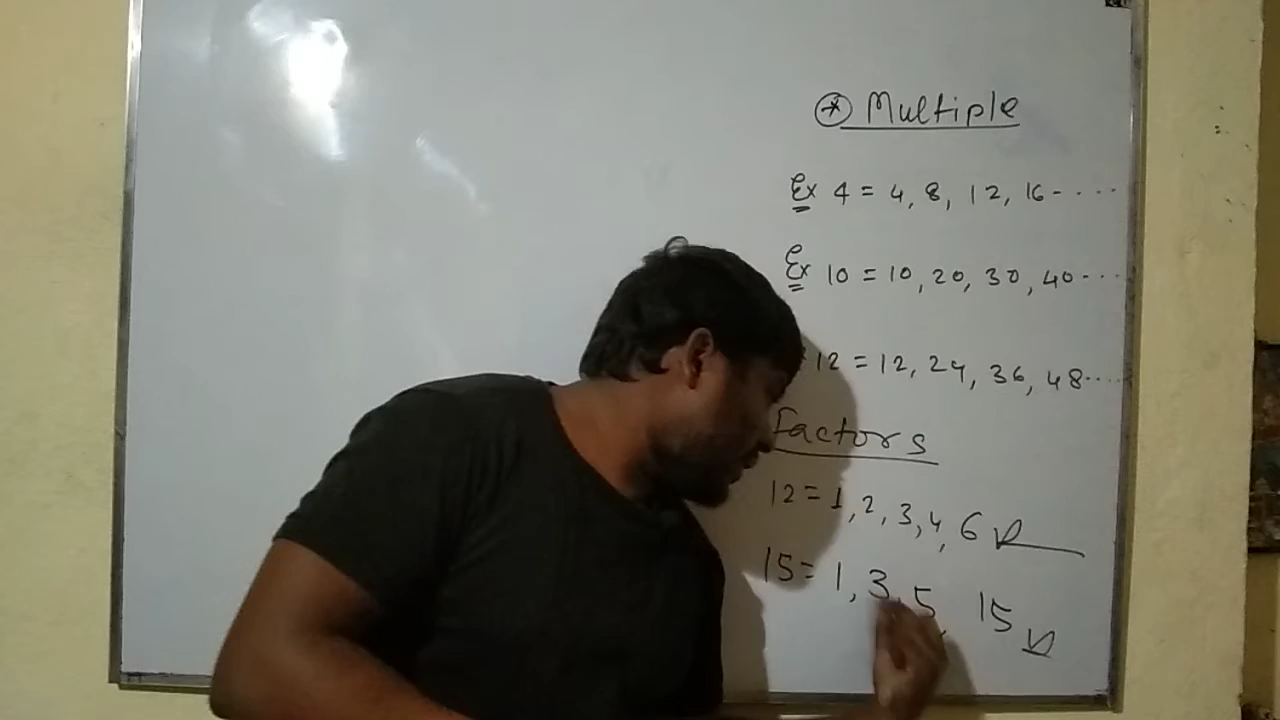 * Multiple
Ex 4 = 4, 8, 12, 16 - ....
Ex 10 = 10, 20, 30, 40 ....
12 = 12, 24, 36, 48 .....
Factors
12 = 1, 2, 3, 4, 6
15 = 1, 3, 5, 15